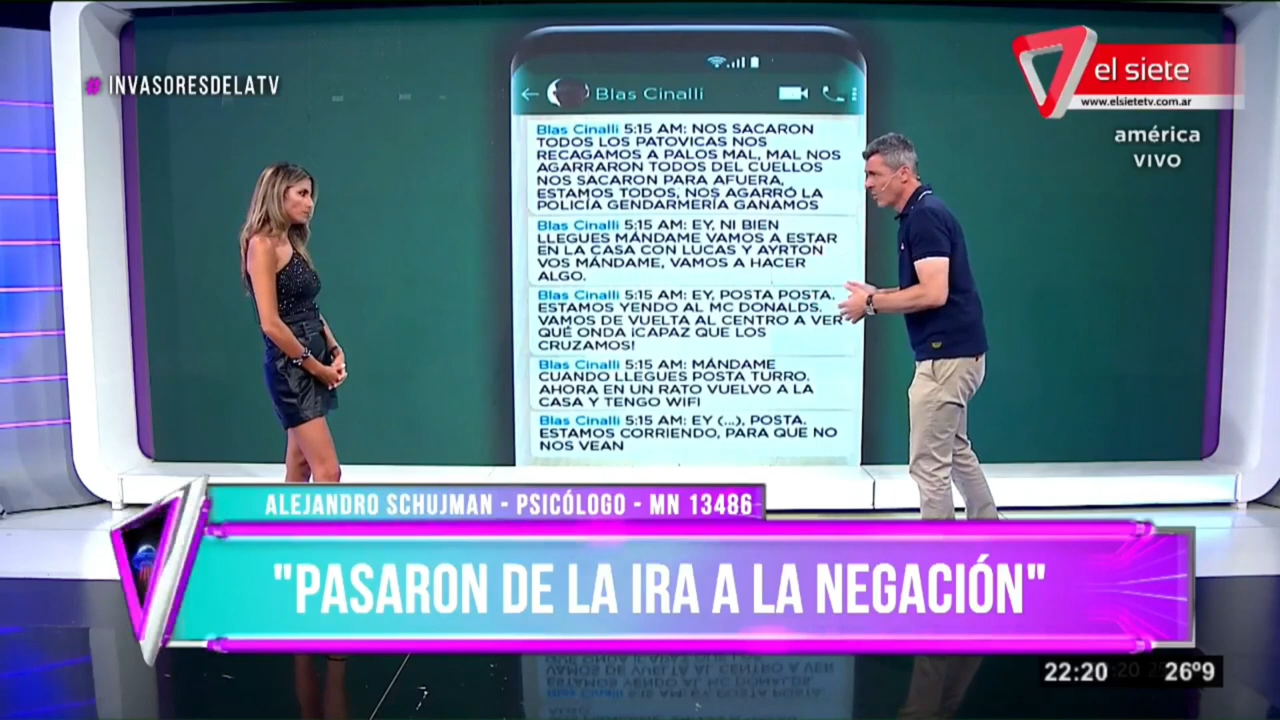 # INVASORESDELATV
el siete
www.elsietetv.com.ar
américa
VIVO
Blas Cinalli
Blas Cinalli 5:15 AM: NOS SACARON
TODOS LOS PATOVICAS NOS
RECAGAMOS A PALOS MAL, MAL NOS
AGARRARON TODOS DEL CUELLOS
NOS SACARON PARA AFUERA,
ESTAMOS TODOS, NOS AGARRÓ LA
POLICÍA GENDARMERÍA GANAMOS
Blas Cinalli 5:15 AM: EY, NI BIEN
LLEGUES MÁNDAME VAMOS A ESTAR
EN LA CASA CON LUCAS Y AYRTON
VOS MÁNDAME, VAMOS A HACER
ALGO.
Blas Cinalli 5:15 AM: EY, POSTA POSTA.
ESTAMOS YENDO AL MC DONALDS.
VAMOS DE VUELTA AL CENTRO A VER
QUÉ ONDA ¡CAPAZ QUE LOS
CRUZAMOS!
Blas Cinalli 5:15 AM: MÁNDAME
CUANDO LLEGUES POSTA TURRO.
AHORA EN UN RATO VUELVO A LA
CASA Y TENGO WIFI
Blas Cinalli 5:15 AM: EY (...), POSTA.
ESTAMOS CORRIENDO, PARA QUE NO
NOS VEAN
ALEJANDRO SCHUJMAN - PSICÓLOGO - MN 13486
"PASARON DE LA IRA A LA NEGACIÓN"
22:20 26º9